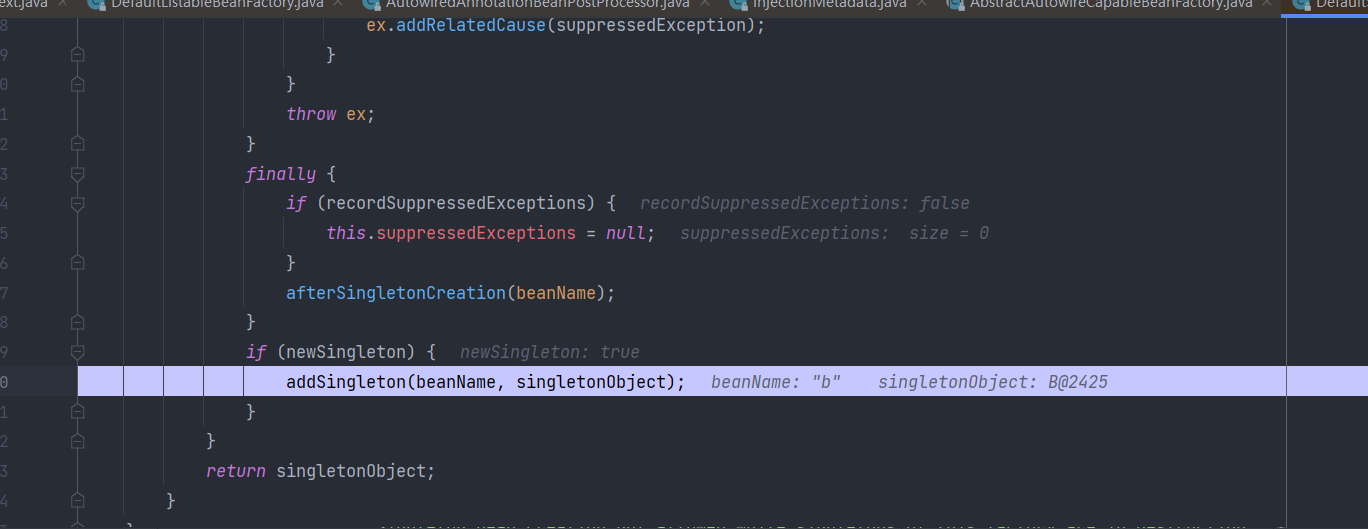 ext.java × DefaultListableBeanFactory.java × AutowiredAnnotationBeanPostProcessor.java × InjectionMetadata.java × AbstractAutowireCapableBeanFactory.java × DefaultS
8 ex.addRelatedCause(suppressedException);
9 }
0 }
1 throw ex;
2 }
3 finally {
4 if (recordSuppressedExceptions) { recordSuppressedExceptions: false
5 this.suppressedExceptions = null; suppressedExceptions: size = 0
6 }
7 afterSingletonCreation(beanName);
8 }
9 if (newSingleton) { newSingleton: true
0 addSingleton(beanName, singletonObject); beanName: "b" singletonObject: B@2425
1 }
2 }
3 return singletonObject;
4 }